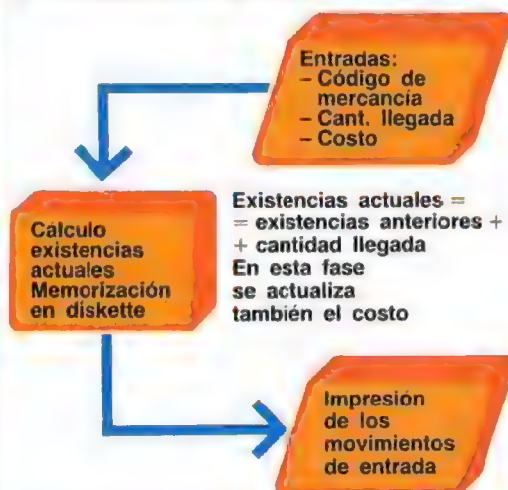 Entradas:
– Código de
mercancía
– Cant. llegada
– Costo
Cálculo
existencias
actuales
Memorización
en diskette
Existencias actuales =
= existencias anteriores +
+ cantidad llegada
En esta fase
se actualiza
también el costo
Impresión
de los
movimientos
de entrada